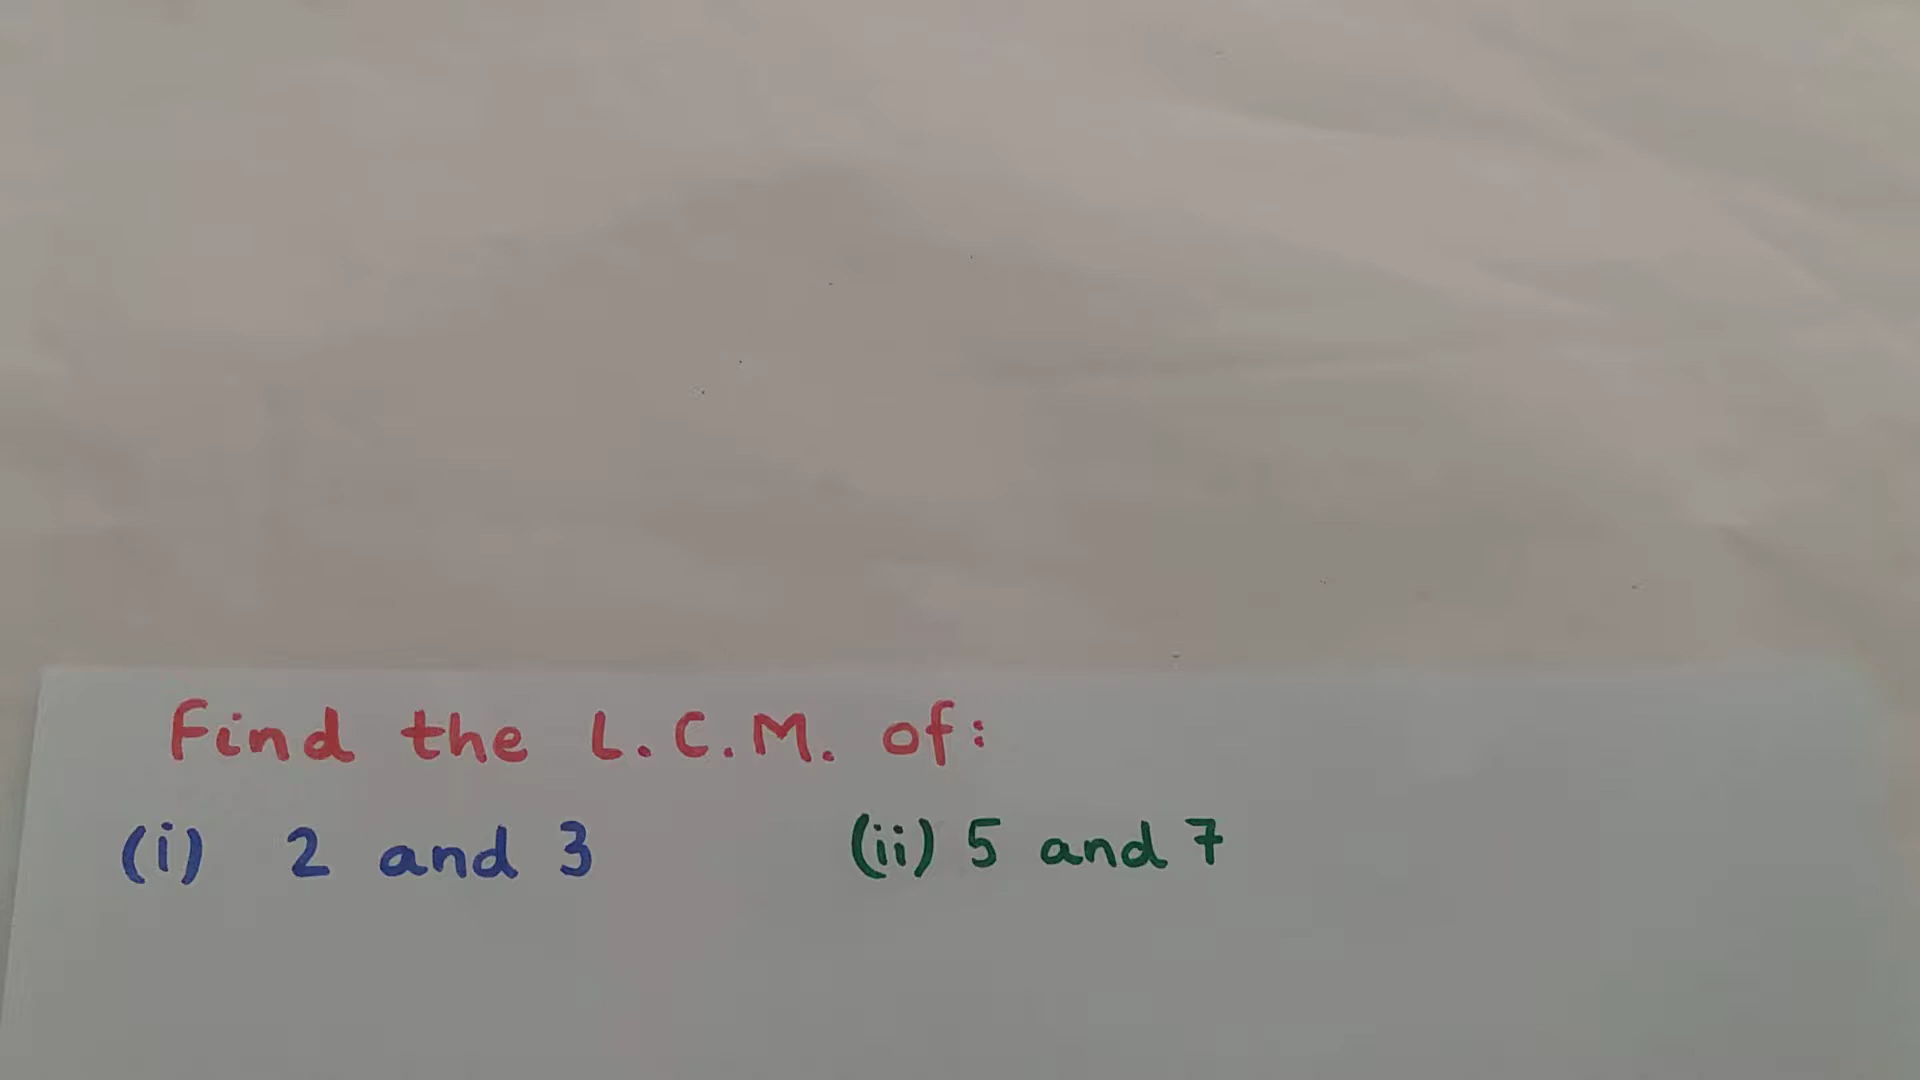 Find the L.C.M. of:
(i) 2 and 3 (ii) 5 and 7